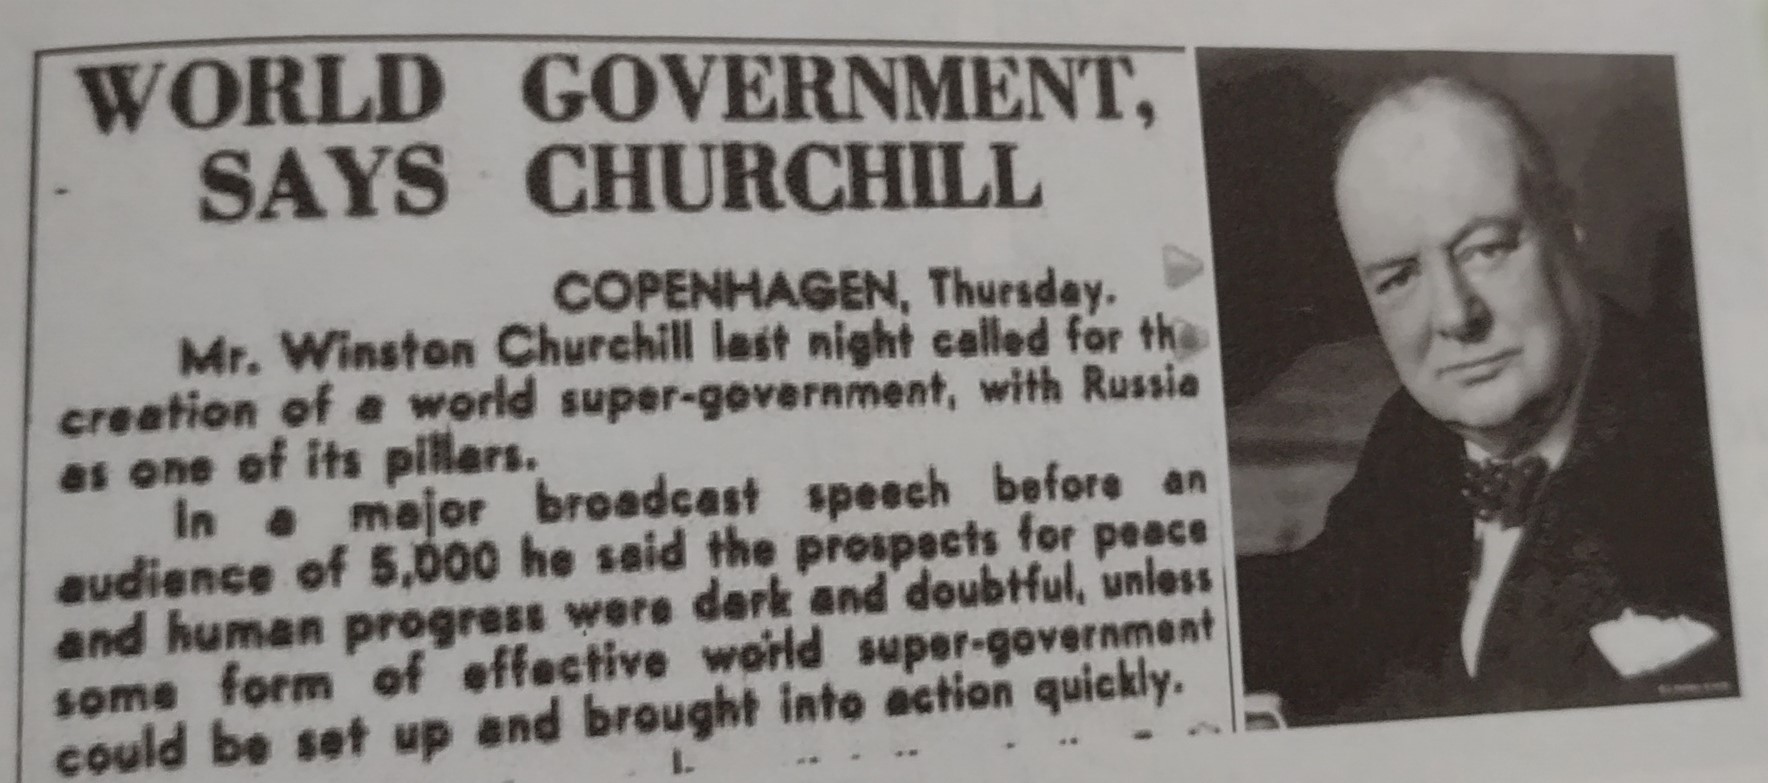 WORLD GOVERNMENT,
SAYS CHURCHILL
COPENHAGEN, Thursday.
Mr. Winston Churchill last night called for the
creation of a world super-government, with Russia
as one of its pillars.
In a major broadcast speech before an
audience of 5,000 he said the prospects for peace
and human progress were dark and doubtful, unless
some form of effective world super-government
could be set up and brought into action quickly.